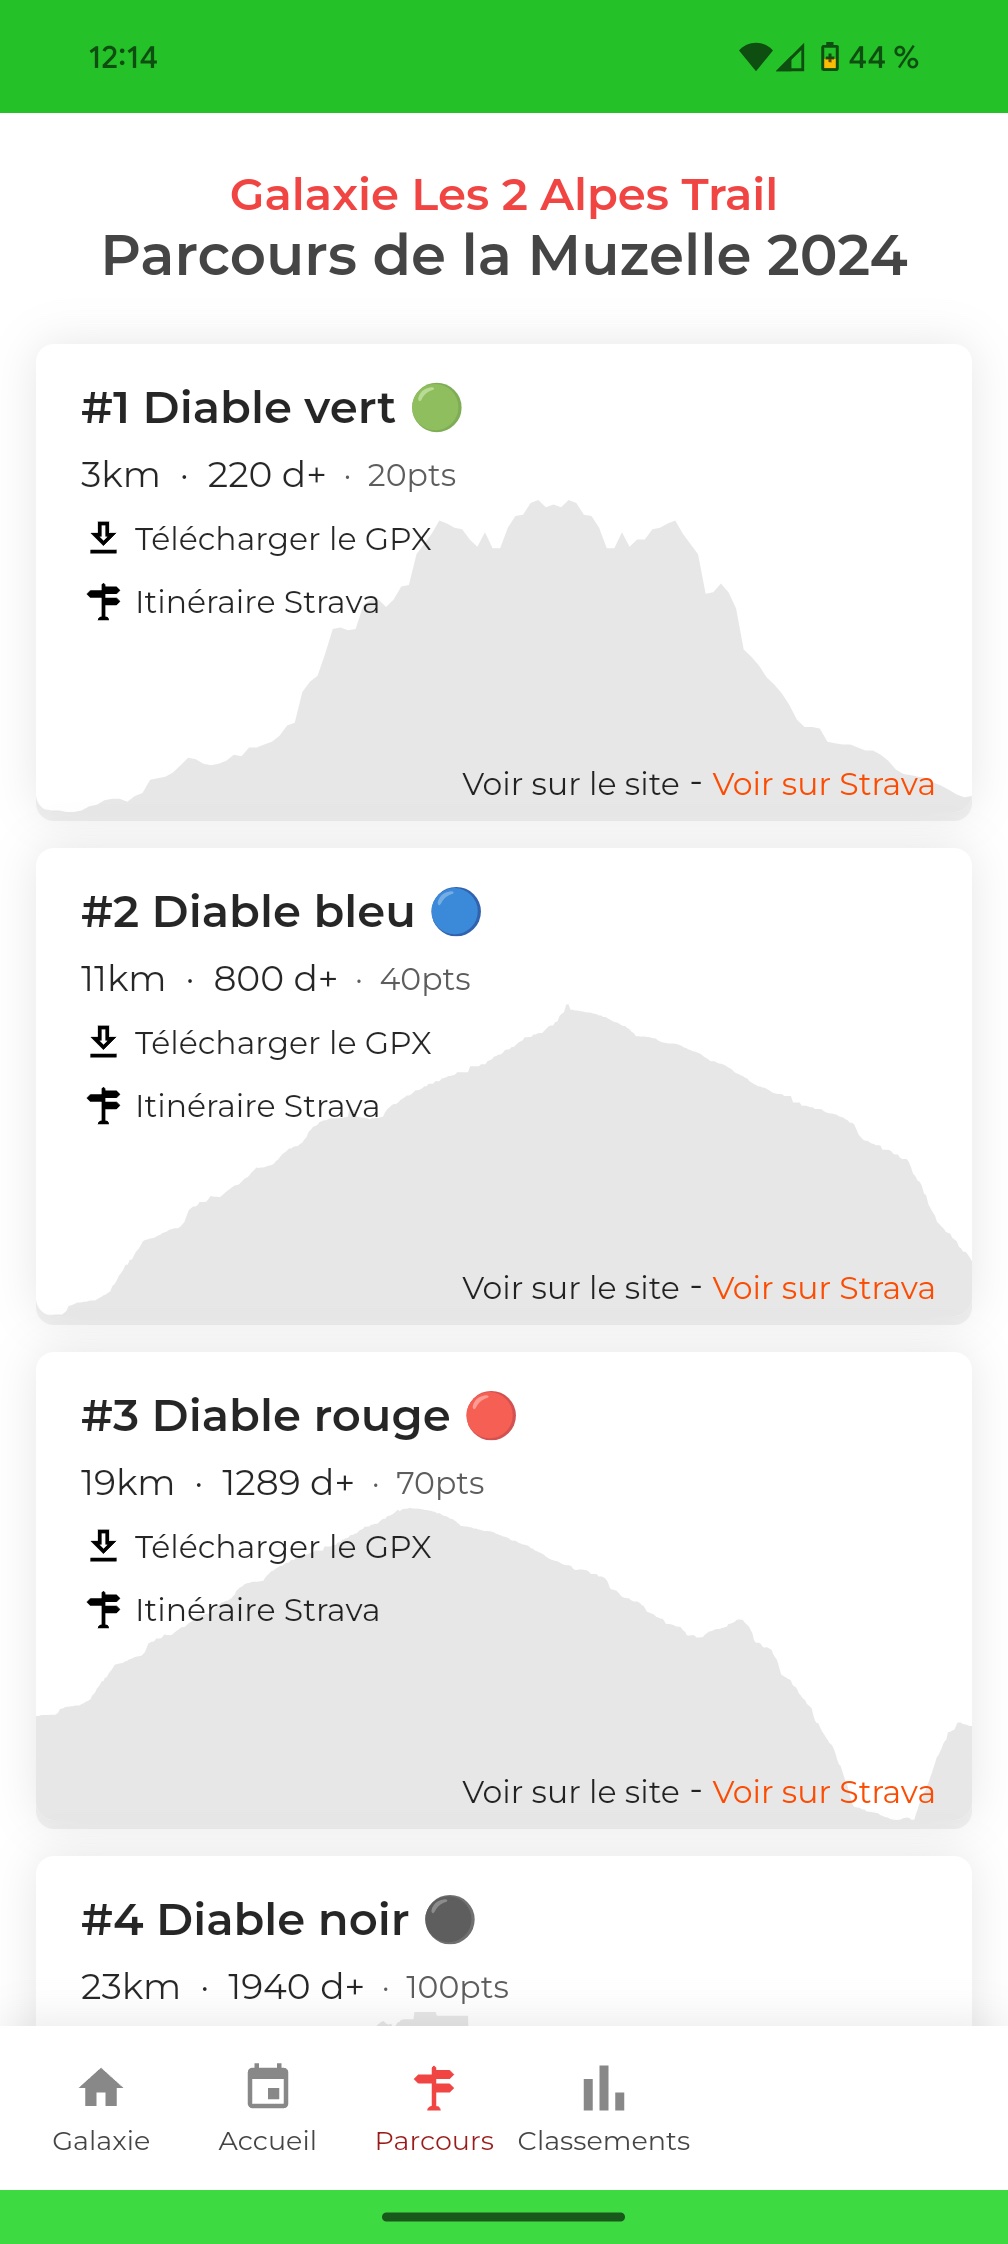 12:14
44 %
Galaxie Les 2 Alpes Trail
Parcours de la Muzelle 2024
#1 Diable vert 🟢
3km · 220 d+ · 20pts
Télécharger le GPX
Itinéraire Strava
Voir sur le site - Voir sur Strava
#2 Diable bleu 🔵
11km · 800 d+ · 40pts
Télécharger le GPX
Itinéraire Strava
Voir sur le site - Voir sur Strava
#3 Diable rouge 🔴
19km · 1289 d+ · 70pts
Télécharger le GPX
Itinéraire Strava
Voir sur le site - Voir sur Strava
#4 Diable noir ⚫
23km · 1940 d+ · 100pts
Galaxie
Accueil
Parcours
Classements